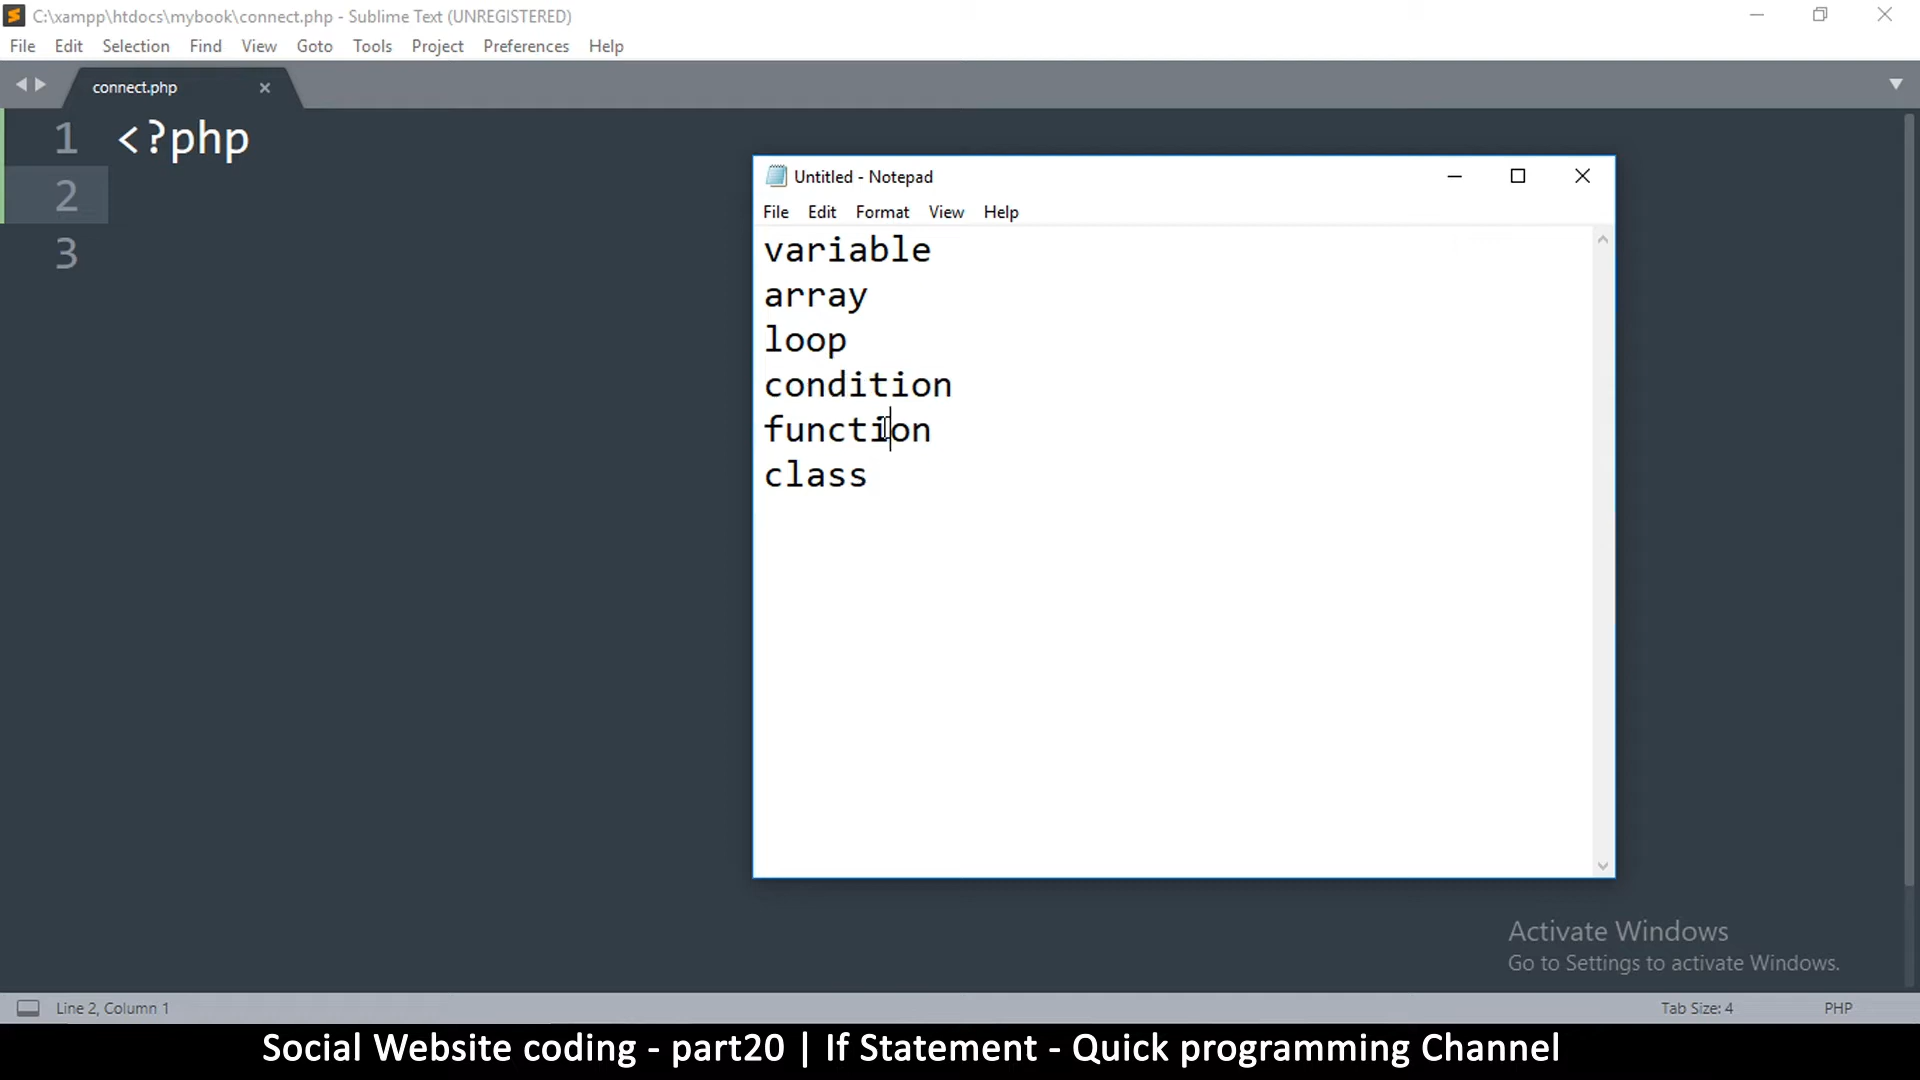 C:\xampp\htdocs\mybook\connect.php - Sublime Text (UNREGISTERED)
File Edit Selection Find View Goto Tools Project Preferences Help
connect.php
1 <?php
2
3
Untitled - Notepad
File Edit Format View Help
variable
array
loop
condition
function
class
Activate Windows
Go to Settings to activate Windows.
Line 2, Column 1
Tab Size: 4
PHP
Social Website coding - part20 | If Statement - Quick programming Channel